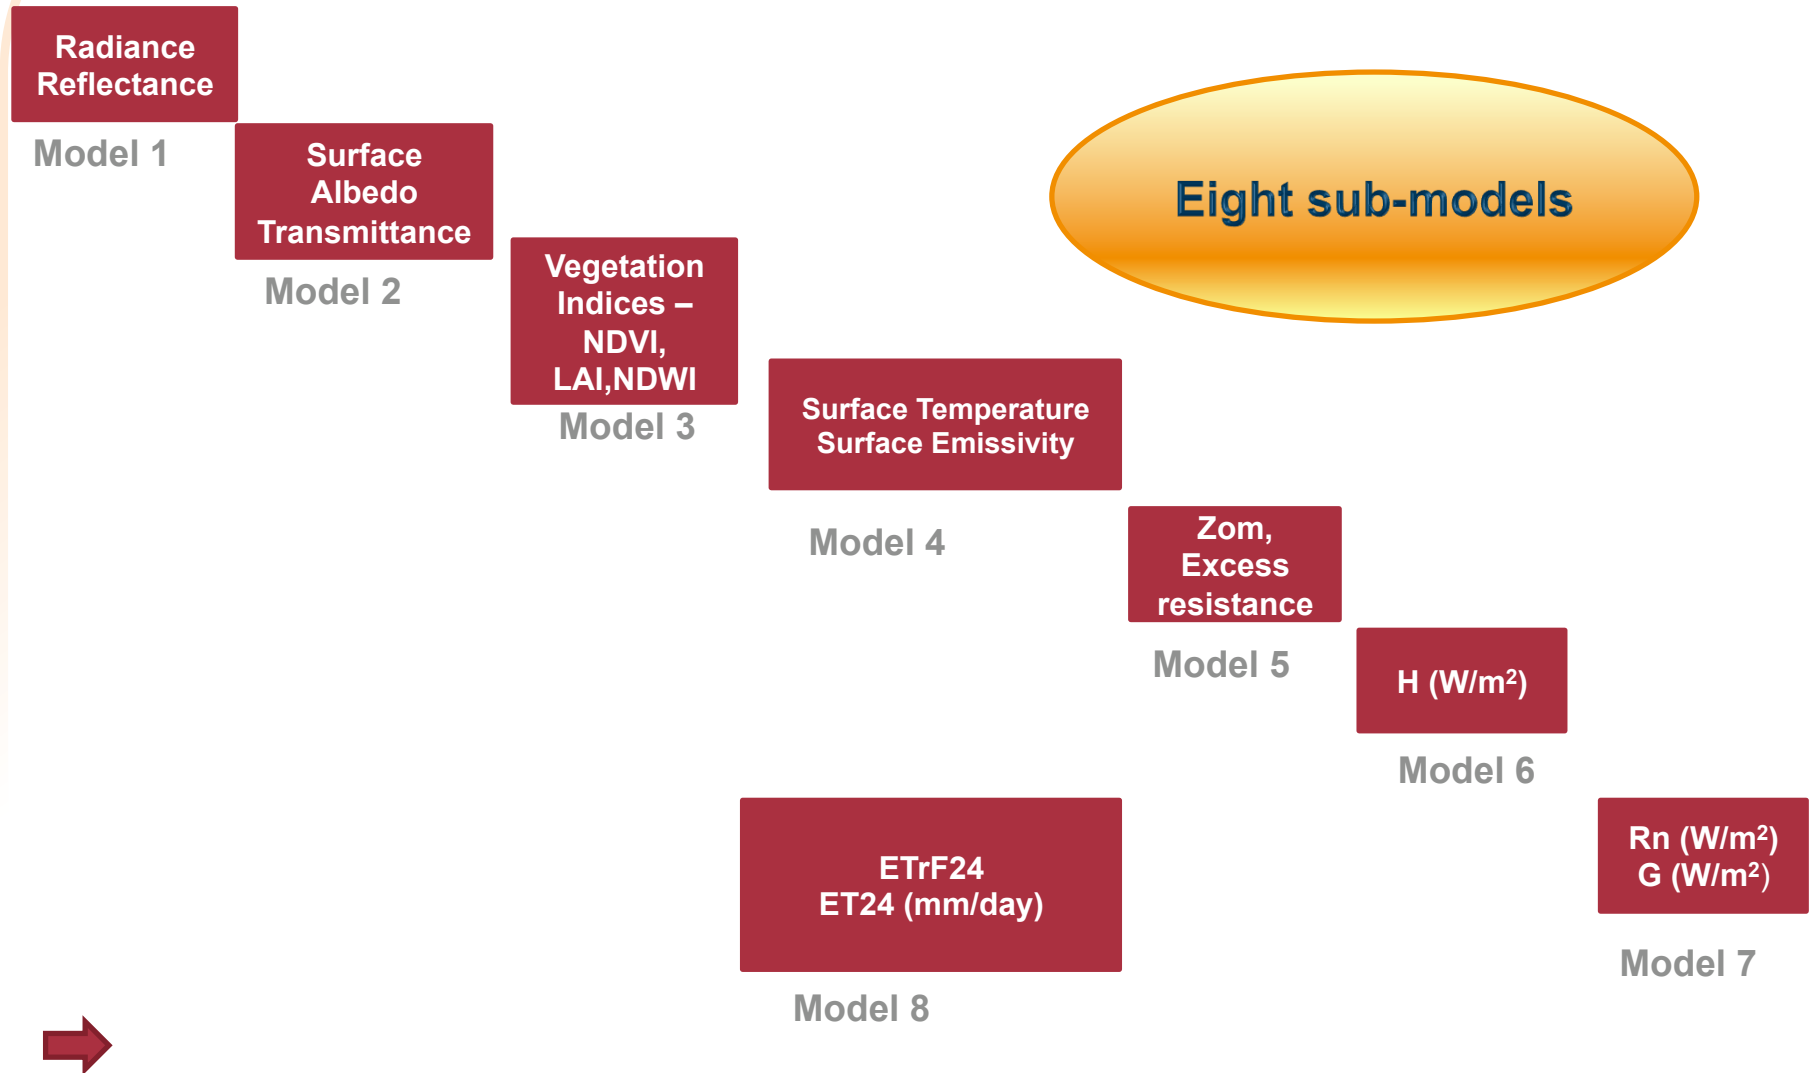 Radiance
Reflectance
Model 1
Surface
Albedo
Transmittance
Model 2
Eight sub-models
Vegetation
Indices –
NDVI,
LAI,NDWI
Model 3
Surface Temperature
Surface Emissivity
Model 4
Zom,
Excess
resistance
Model 5
H (W/m²)
Model 6
Rn (W/m²)
G (W/m²)
Model 7
ETrF24
ET24 (mm/day)
Model 8